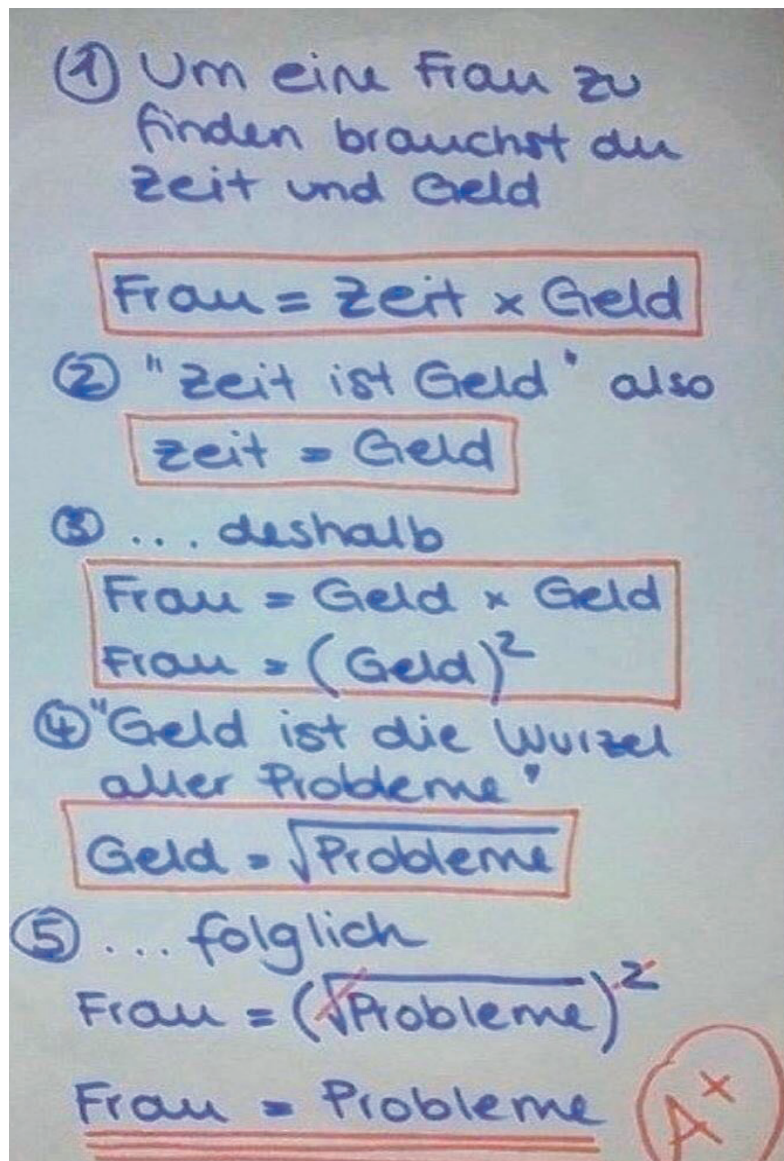 ① Um eine Frau zu
finden brauchst du
Zeit und Geld
Frau = Zeit x Geld
② "Zeit ist Geld" also
Zeit = Geld
③ ... deshalb
Frau = Geld x Geld
Frau = (Geld)²
④ "Geld ist die Wurzel
aller Probleme"
Geld = √Probleme
⑤ ... folglich
Frau = (√Probleme)²
Frau = Probleme
A+